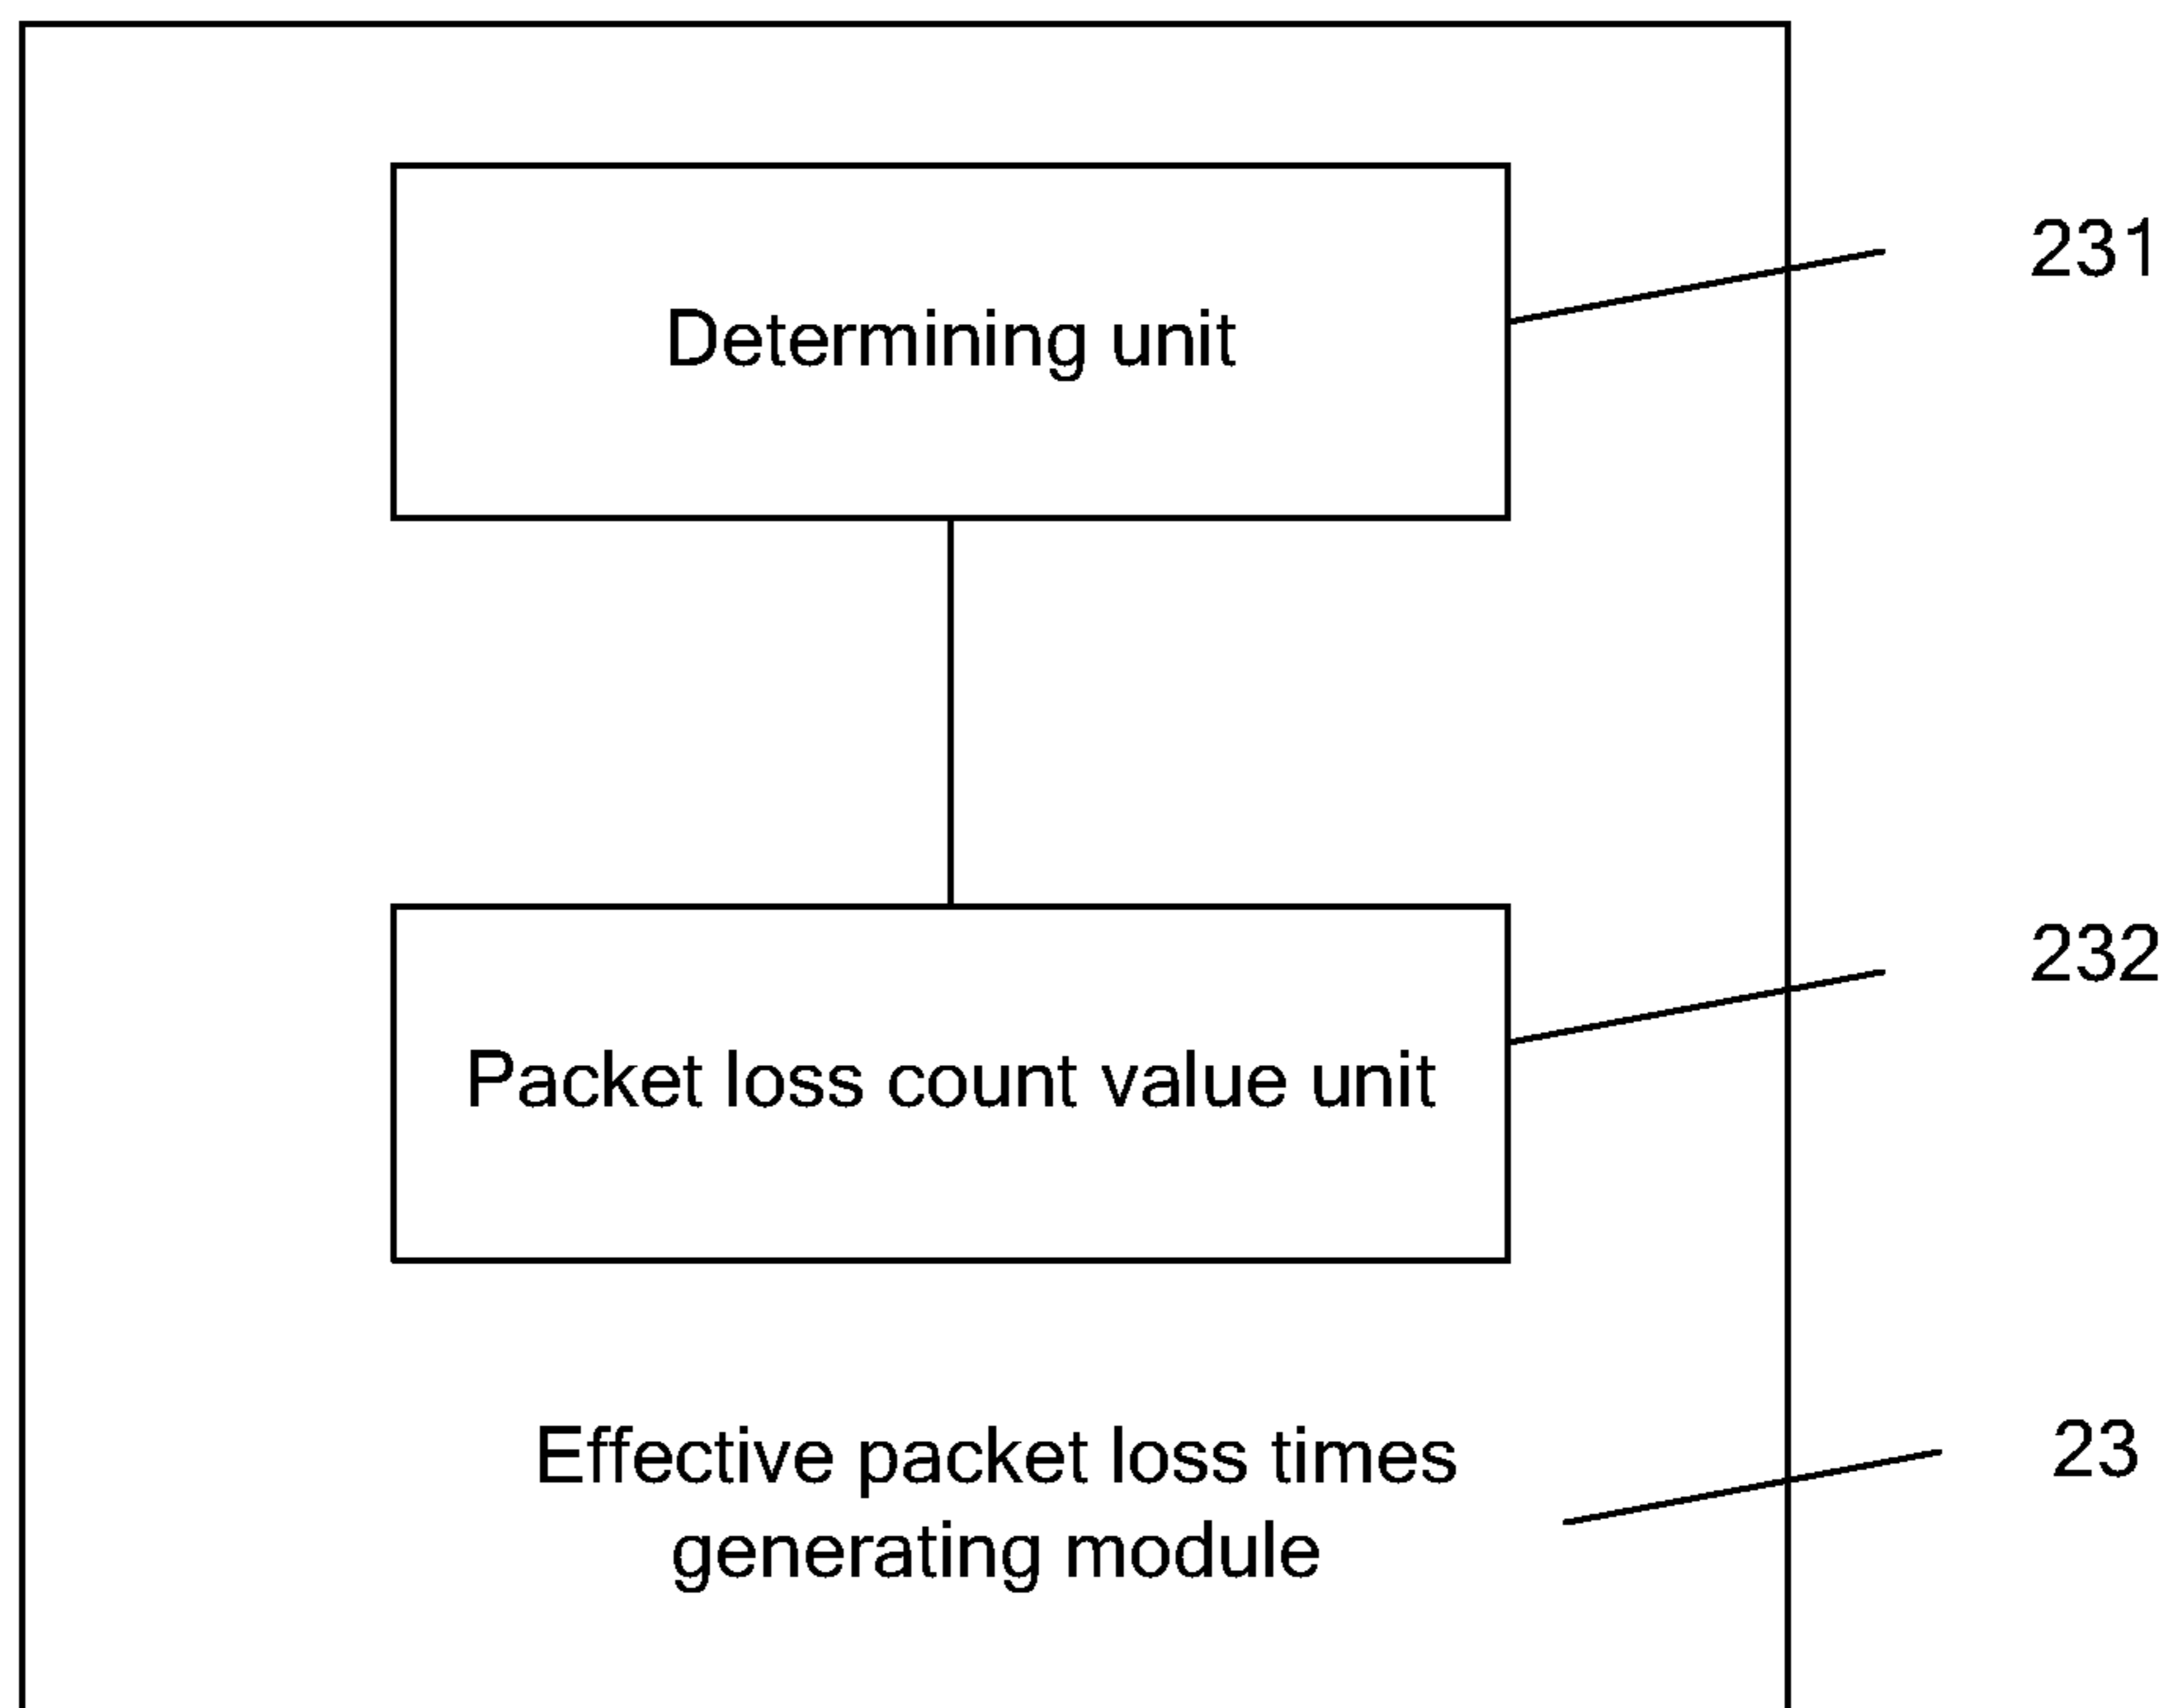 231
Determining unit
232
Packet loss count value unit
23
Effective packet loss times
generating module